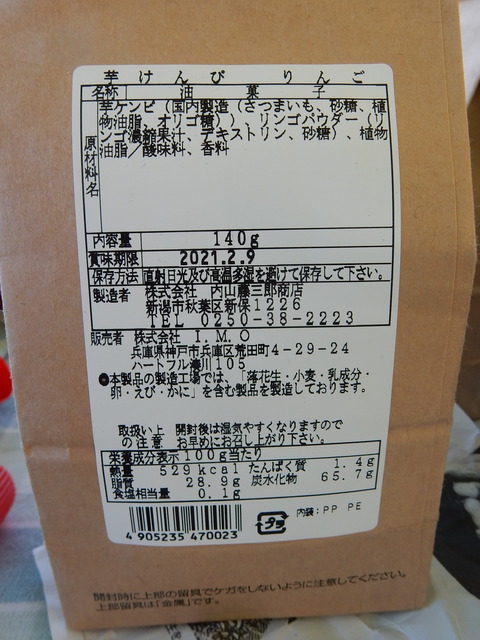 芋けんぴ りんご
名称 油菓子
原材料名 芋ケンピ（国内製造（さつまいも、砂糖、植
物油脂、オリゴ糖））、リンゴパウダー（リ
ンゴ濃縮果汁、デキストリン、砂糖）、植物
油脂／酸味料、香料
内容量 140g
賞味期限 2021.2.9
保存方法 直射日光及び高温多湿を避けて保存して下さい。
製造者 株式会社 内山藤三郎商店
新潟市秋葉区新保1226
TEL 0250-38-2223
販売者 株式会社 I.M.O
兵庫県神戸市兵庫区荒田町4-29-24
ハートフル湊川105
●本製品の製造工場では、「落花生・小麦・乳成分・
卵・えび・かに」を含む製品を製造しております。
取扱い上 開封後は湿気やすくなりますので
の注意 お早めにお召し上がり下さい。
栄養成分表示100g当たり
熱量 529kcal たんぱく質 1.4g
脂質 28.9g 炭水化物 65.7g
食塩相当量 0.1g
4 905235 470023
プラ
内装:PP PE
開封時に上部の留具でケガをしないように注意してください。
上部留具は「金属」です。